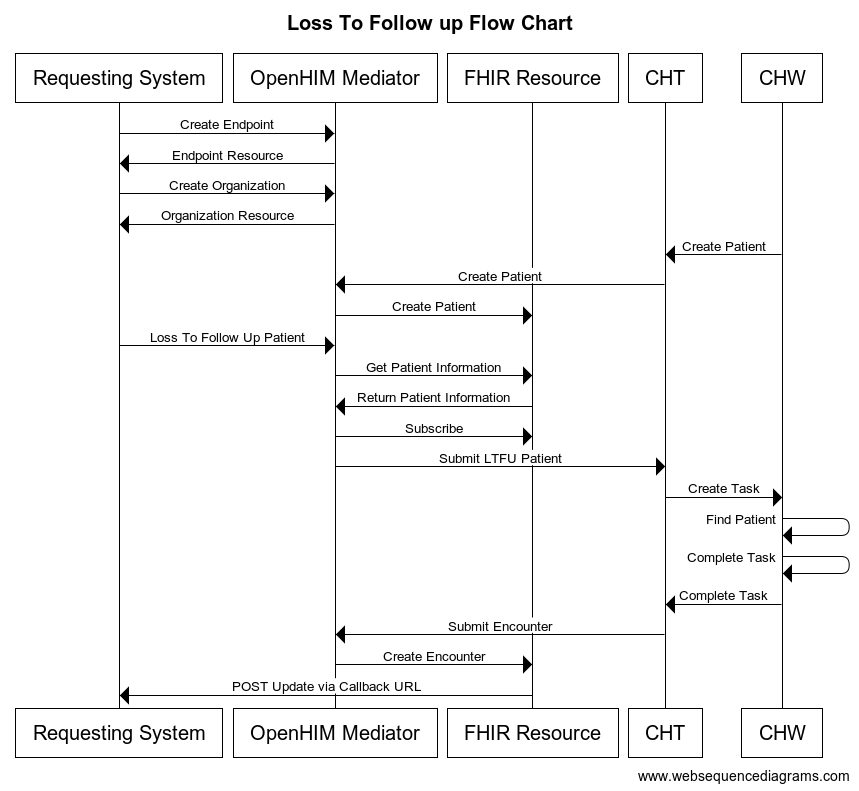 Loss To Follow up Flow Chart
Requesting System
OpenHIM Mediator
FHIR Resource
CHT
CHW
Create Endpoint
Endpoint Resource
Create Organization
Organization Resource
Create Patient
Create Patient
Create Patient
Loss To Follow Up Patient
Get Patient Information
Return Patient Information
Subscribe
Submit LTFU Patient
Create Task
Find Patient
Complete Task
Complete Task
Submit Encounter
Create Encounter
POST Update via Callback URL
Requesting System
OpenHIM Mediator
FHIR Resource
CHT
CHW
www.websequencediagrams.com